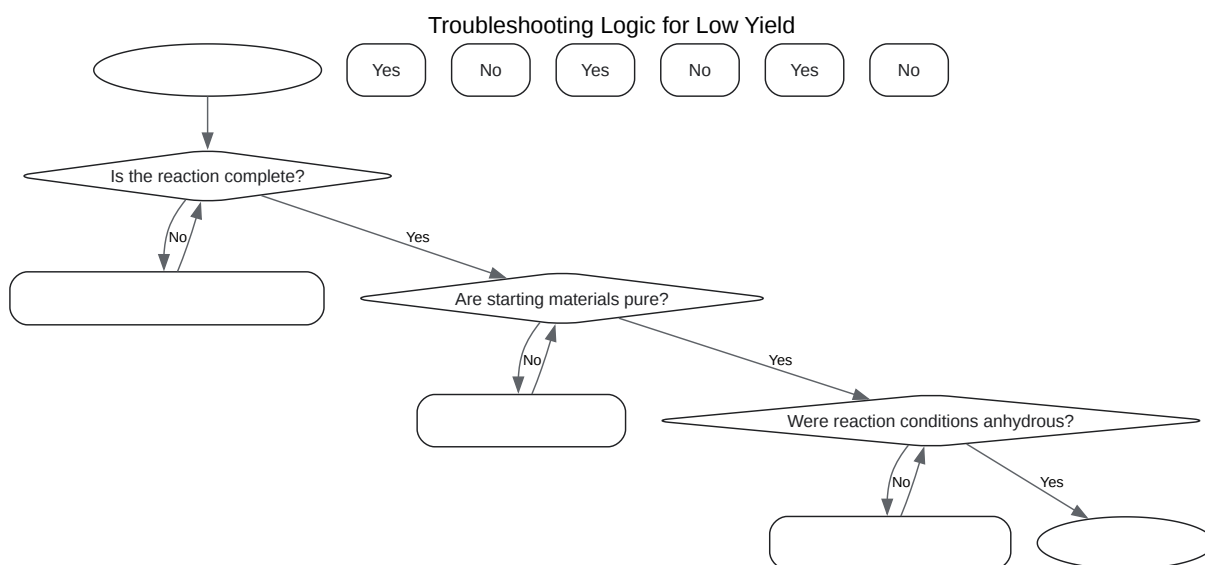 Troubleshooting Logic for Low Yield
Yes
No
Yes
No
Yes
No
Is the reaction complete?
No
Yes
Are starting materials pure?
No
Yes
Were reaction conditions anhydrous?
No
Yes